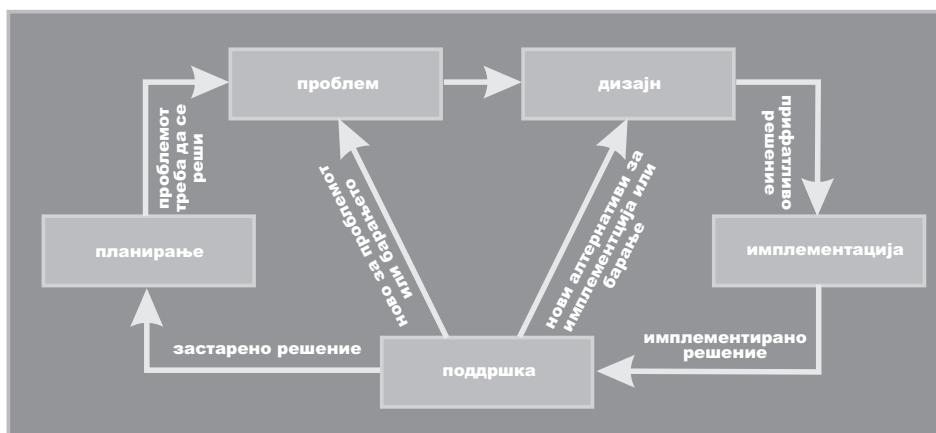 проблем
дизајн
проблемот
треба да се
реши
прифатливо
решение
планирање
ново за проблемот
или барањето
нови алтернативи за
имплементција или
барање
имплементација
застарено решение
имплементирано
решение
поддршка